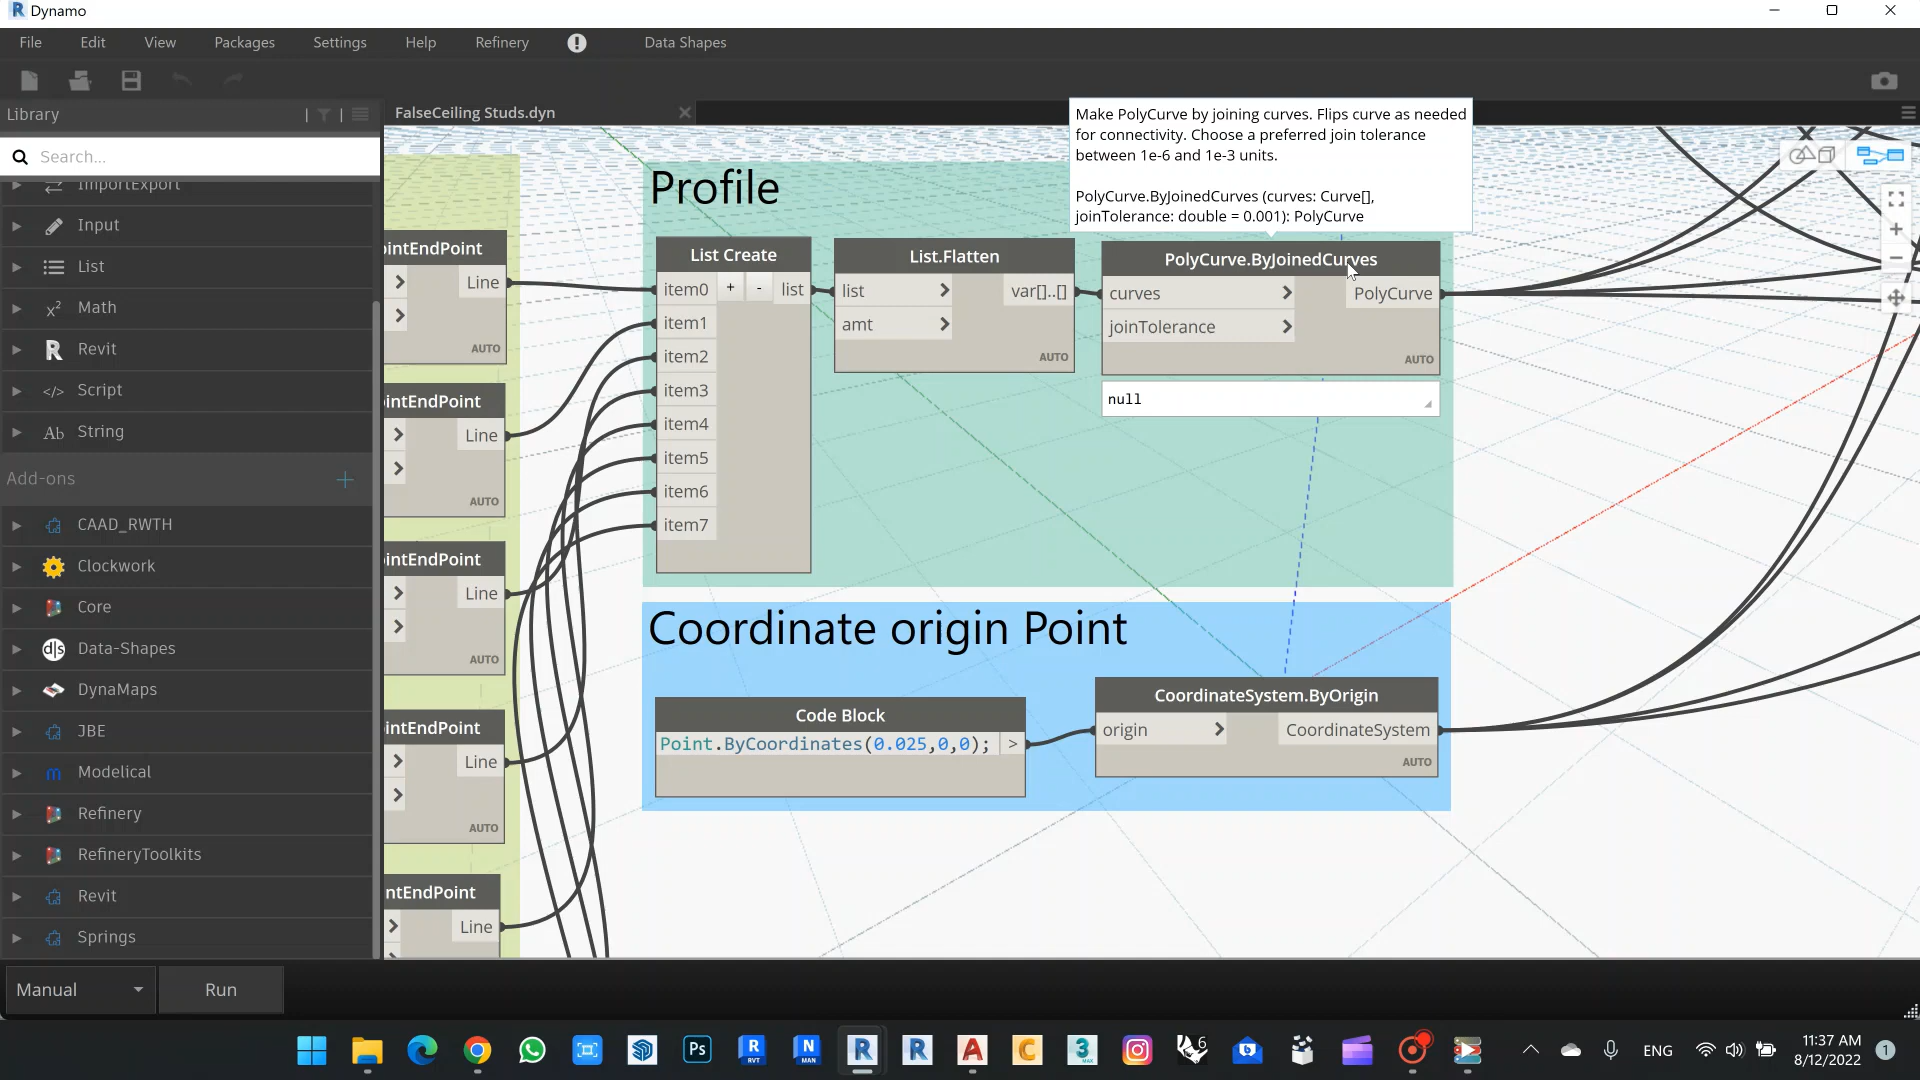 Dynamo
File Edit View Packages Settings Help Refinery Data Shapes
Library
FalseCeiling Studs.dyn
Search...
ImportExport
Input
List
Math
Revit
Script
String
Add-ons
CAAD_RWTH
Clockwork
Core
Data-Shapes
DynaMaps
JBE
Modelical
Refinery
RefineryToolkits
Revit
Springs
Manual
Run
ointEndPoint
Line
AUTO
ointEndPoint
Line
AUTO
ointEndPoint
Line
AUTO
ointEndPoint
Line
AUTO
ntEndPoint
Line
Profile
List Create
item0 + - list
item1
item2
item3
item4
item5
item6
item7
List.Flatten
list var[]..[]
amt
AUTO
Make PolyCurve by joining curves. Flips curve as needed
for connectivity. Choose a preferred join tolerance
between 1e-6 and 1e-3 units.
PolyCurve.ByJoinedCurves (curves: Curve[],
joinTolerance: double = 0.001): PolyCurve
PolyCurve.ByJoinedCurves
curves PolyCurve
joinTolerance
AUTO
null
Coordinate origin Point
Code Block
Point.ByCoordinates(0.025,0,0); >
CoordinateSystem.ByOrigin
origin CoordinateSystem
AUTO
ENG
11:37 AM
8/12/2022
1